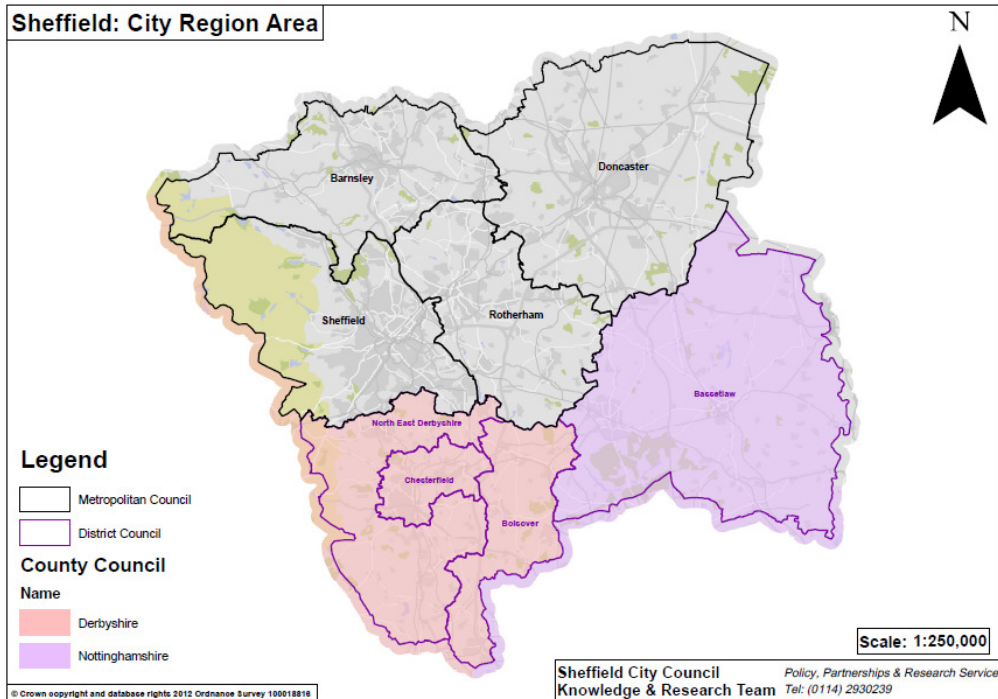 Sheffield: City Region Area
N
Doncaster
Barnsley
Sheffield
Rotherham
Bassetlaw
North East Derbyshire
Chesterfield
Bolsover
Legend
Metropolitan Council
District Council
County Council
Name
Derbyshire
Nottinghamshire
Scale: 1:250,000
Sheffield City Council
Knowledge & Research Team
Policy, Partnerships & Research Service
Tel: (0114) 2930239
© Crown copyright and database rights 2012 Ordnance Survey 100018816